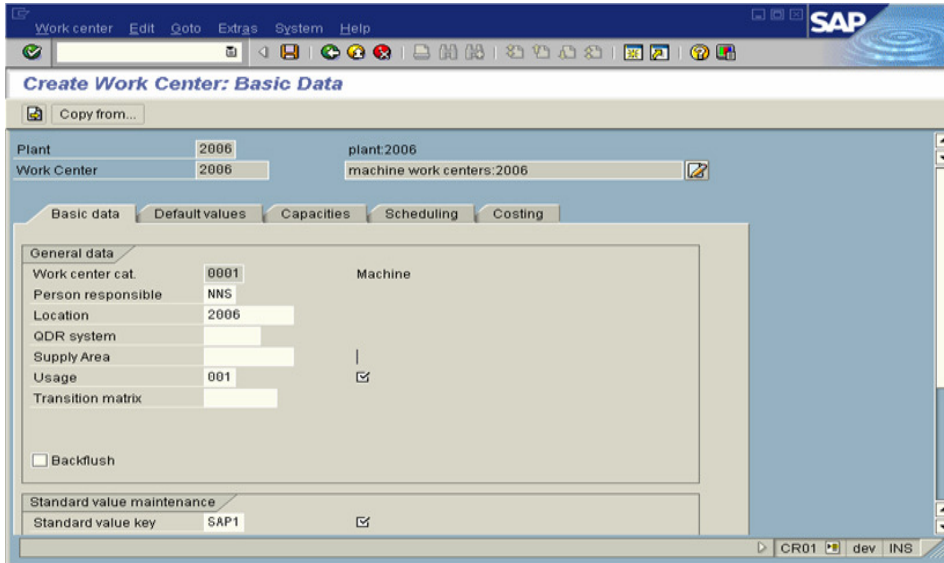 Work center Edit Goto Extras System Help
SAP
Create Work Center: Basic Data
Copy from...
Plant 2006 plant:2006
Work Center 2006 machine work centers:2006
Basic data Default values Capacities Scheduling Costing
General data
Work center cat. 0001 Machine
Person responsible NNS
Location 2006
QDR system
Supply Area
Usage 001
Transition matrix
Backflush
Standard value maintenance
Standard value key SAP1
CR01 dev INS